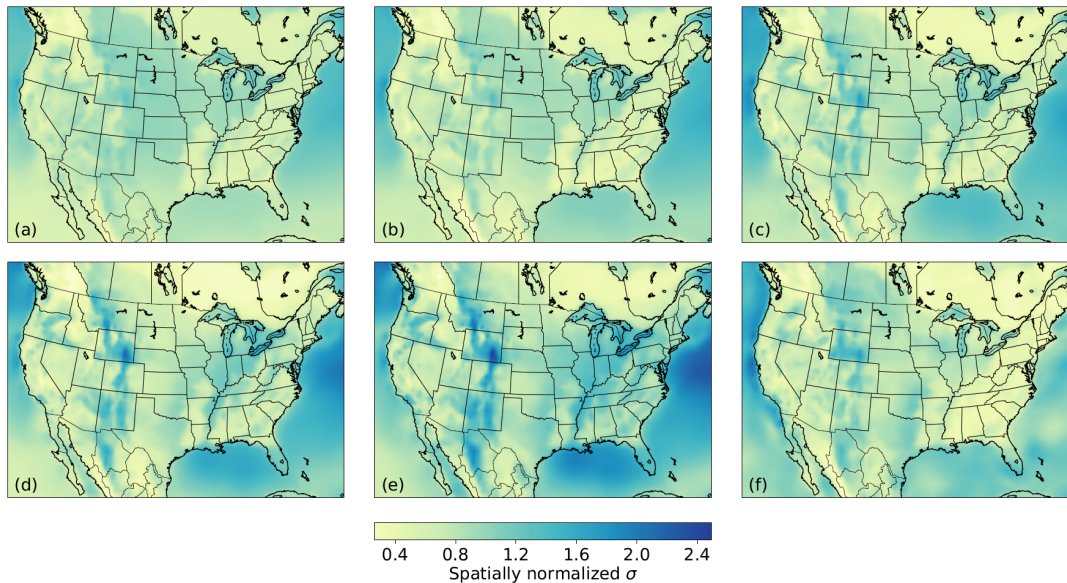 (a)
(b)
(c)
(d)
(e)
(f)
0.4 0.8 1.2 1.6 2.0 2.4
Spatially normalized σ